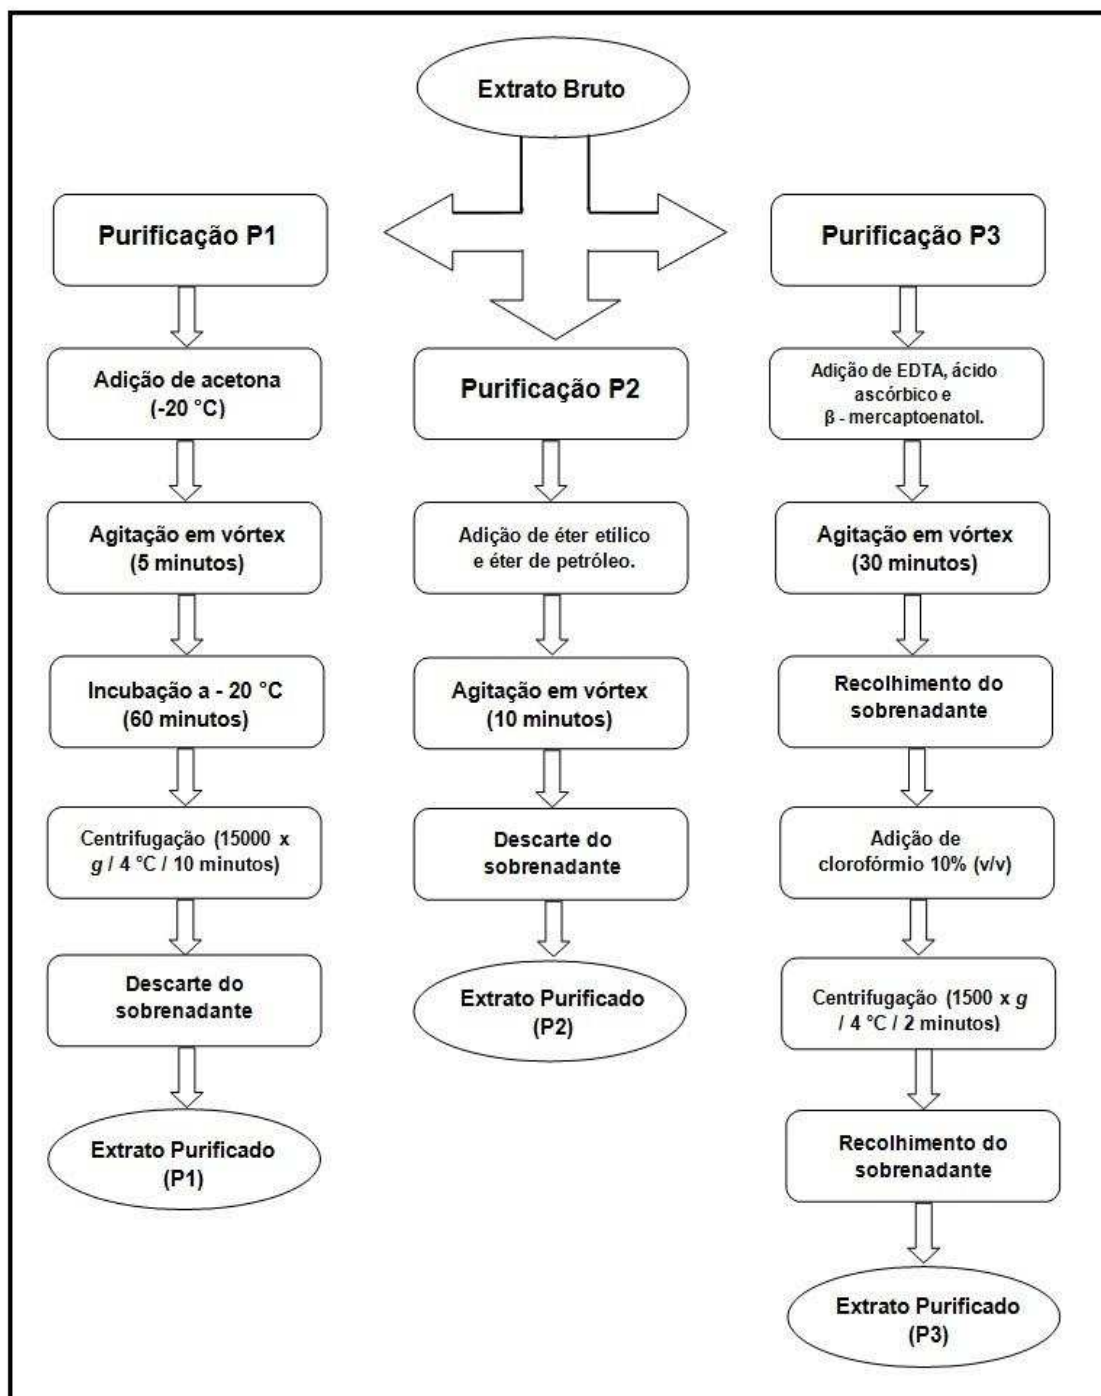 Extrato Bruto
Purificação P1
Adição de acetona
(-20 °C)
Agitação em vórtex
(5 minutos)
Incubação a - 20 °C
(60 minutos)
Centrifugação (15000 x
g / 4 °C / 10 minutos)
Descarte do
sobrenadante
Extrato Purificado
(P1)
Purificação P2
Adição de éter etílico
e éter de petróleo.
Agitação em vórtex
(10 minutos)
Descarte do
sobrenadante
Extrato Purificado
(P2)
Purificação P3
Adição de EDTA, ácido
ascórbico e
β - mercaptoenatol.
Agitação em vórtex
(30 minutos)
Recolhimento do
sobrenadante
Adição de
clorofórmio 10% (v/v)
Centrifugação (1500 x g
/ 4 °C / 2 minutos)
Recolhimento do
sobrenadante
Extrato Purificado
(P3)